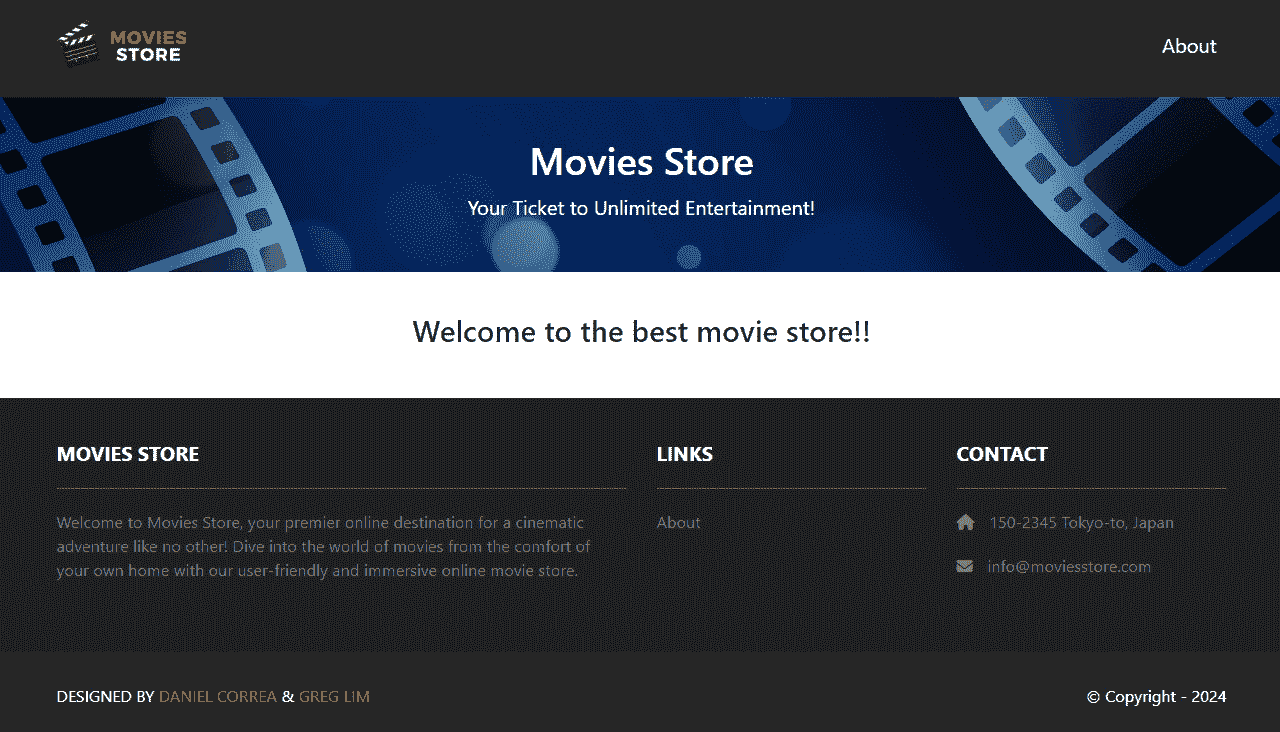 MOVIES
STORE
About
Movies Store
Your Ticket to Unlimited Entertainment!
Welcome to the best movie store!!
MOVIES STORE
Welcome to Movies Store, your premier online destination for a cinematic
adventure like no other! Dive into the world of movies from the comfort of
your own home with our user-friendly and immersive online movie store.
LINKS
About
CONTACT
150-2345 Tokyo-to, Japan
info@moviesstore.com
DESIGNED BY DANIEL CORREA & GREG LIM
© Copyright - 2024